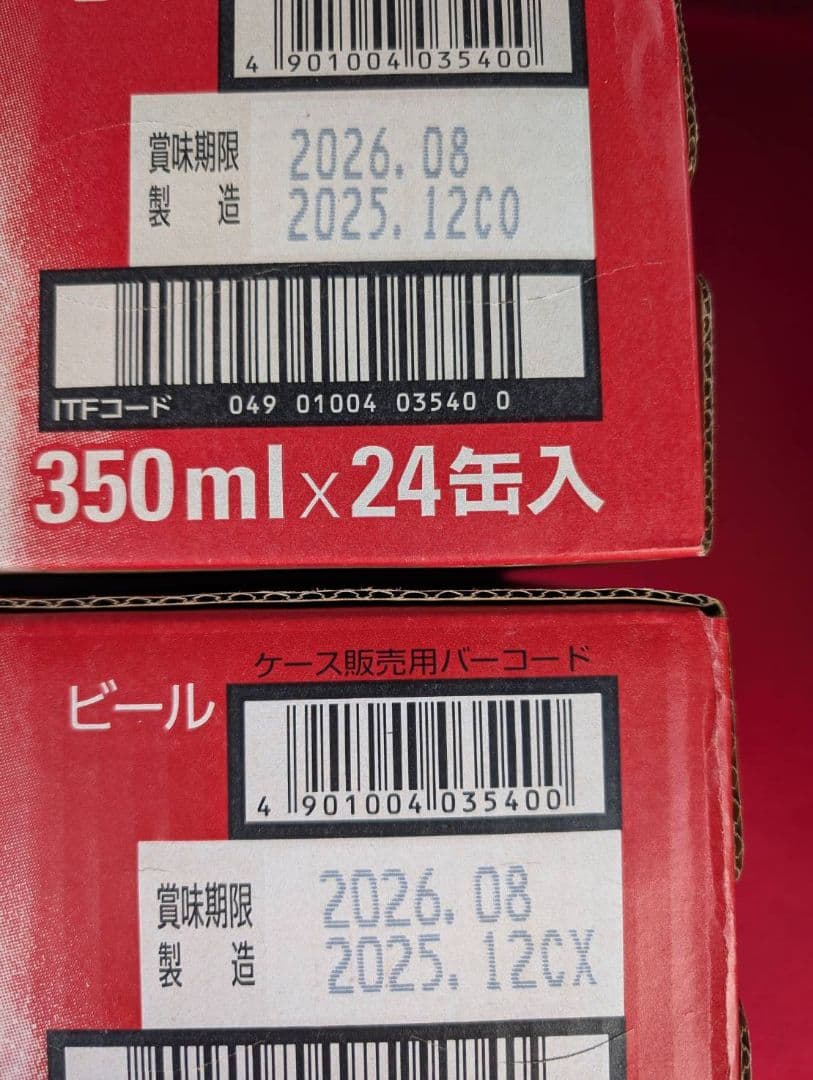 4 901004 035400
賞味期限 2026.08
製造 2025.12CO
ITFコード 049 01004 03540 0
350ml×24缶入
ケース販売用バーコード
ビール
4 901004 035400
賞味期限 2026.08
製造 2025.12CX